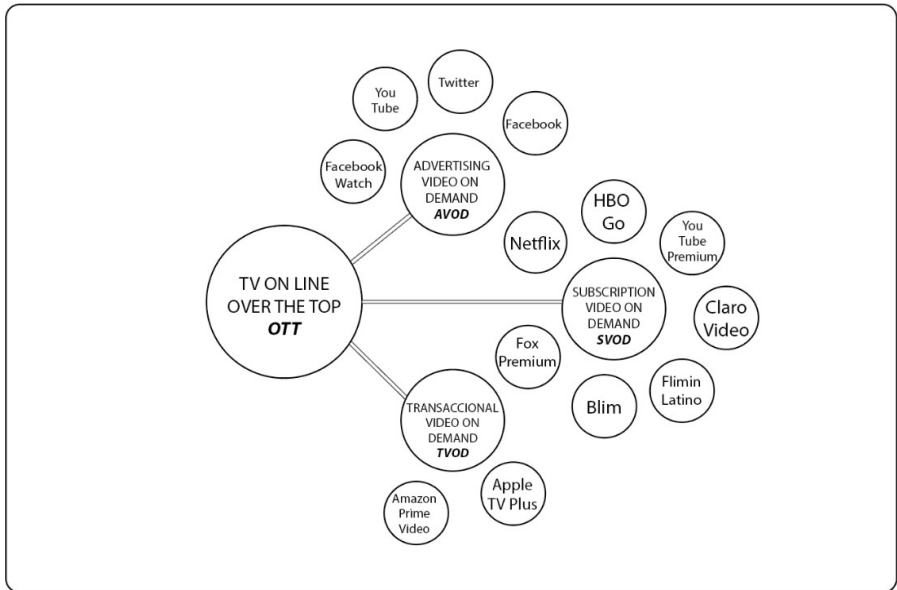 You
Tube
Twitter
Facebook
Facebook
Watch
ADVERTISING
VIDEO ON
DEMAND
AVOD
HBO
Go
Netflix
You
Tube
Premium
TV ON LINE
OVER THE TOP
OTT
SUBSCRIPTION
VIDEO ON
DEMAND
SVOD
Claro
Video
Fox
Premium
Flimin
Latino
Blim
TRANSACCIONAL
VIDEO ON
DEMAND
TVOD
Amazon
Prime
Video
Apple
TV Plus